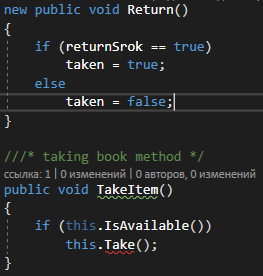 new public void Return()
{
if (returnSrok == true)
taken = true;
else
taken = false;
}
///* taking book method */
ссылка: 1 | 0 изменений | 0 авторов, 0 изменений
public void TakeItem()
{
if (this.IsAvailable())
this.Take();
}